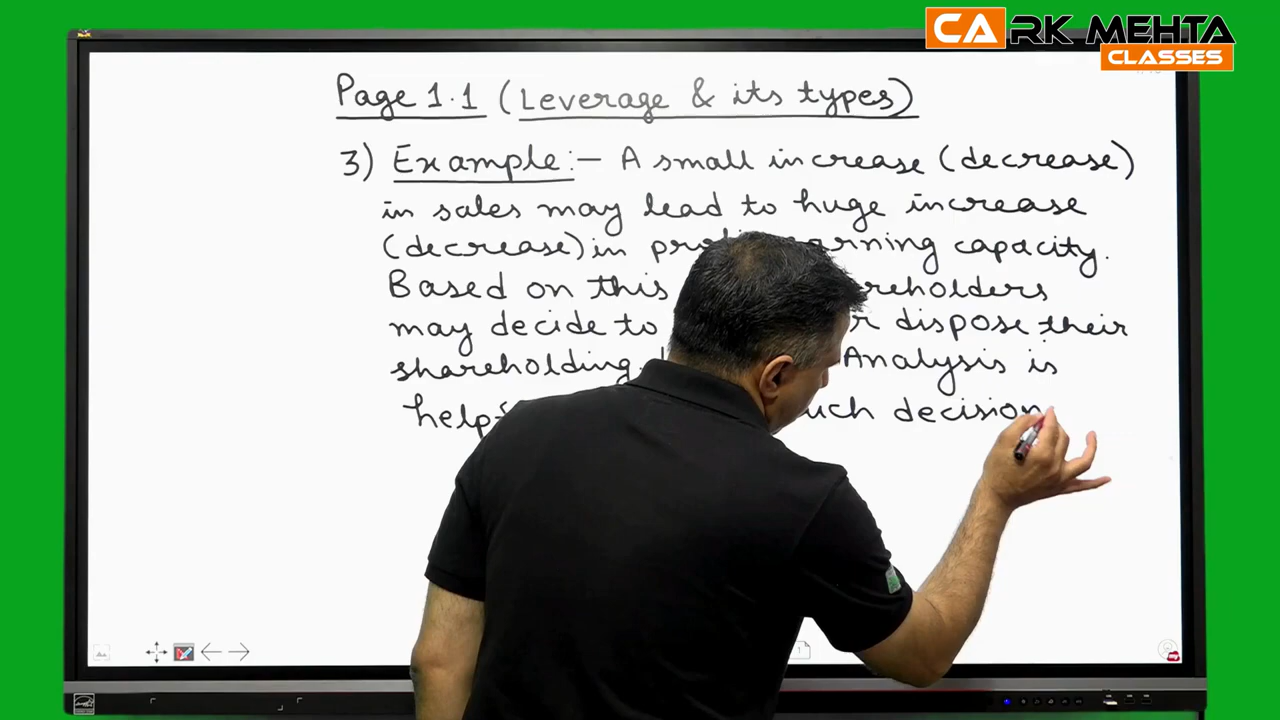 CA RK MEHTA
CLASSES
Page 1.1 (Leverage & its types)
3) Example:- A small increase (decrease)
in sales may lead to huge increase
(decrease) in arning capacity.
Based on this reholders
may decide to r dispose their
shareholding. Analysis is
help uch decision
1